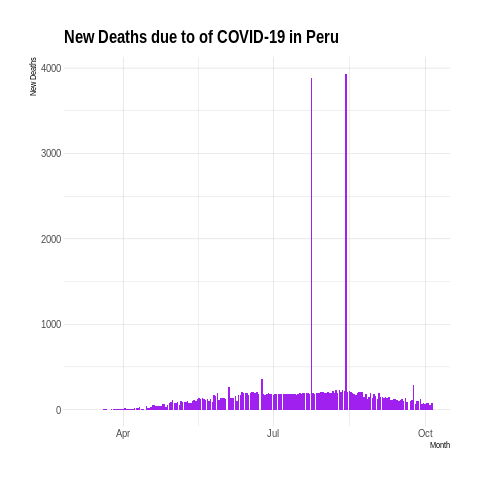 New Deaths due to of COVID-19 in Peru
New Deaths
4000
3000
2000
1000
0
Apr
Jul
Oct
Month